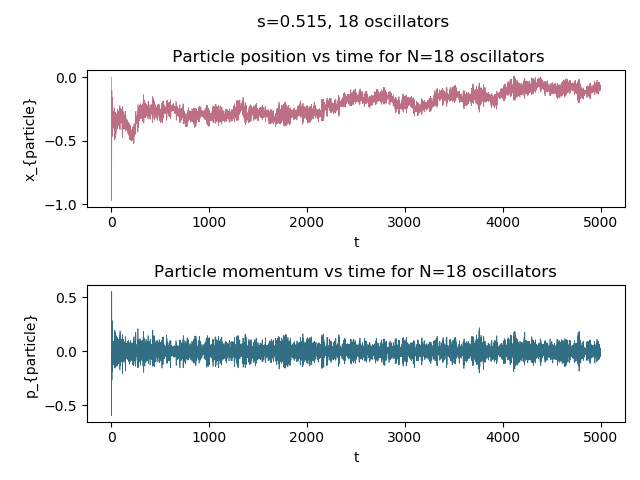 s=0.515, 18 oscillators
Particle position vs time for N=18 oscillators
0.0
−0.5
−1.0
x_{particle}
0 1000 2000 3000 4000 5000
t
Particle momentum vs time for N=18 oscillators
0.5
0.0
−0.5
p_{particle}
0 1000 2000 3000 4000 5000
t